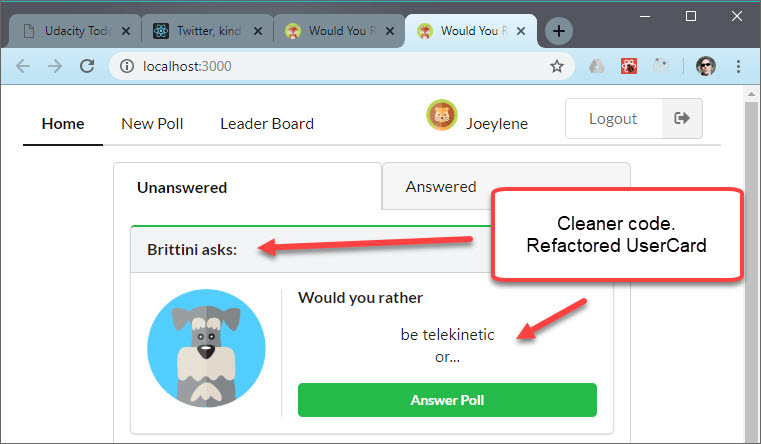 Udacity Todo
Twitter, kind
Would You R
Would You R
localhost:3000
Home
New Poll
Leader Board
Joeylene
Logout
Unanswered
Answered
Cleaner code.
Refactored UserCard
Brittini asks:
Would you rather
be telekinetic
or...
Answer Poll